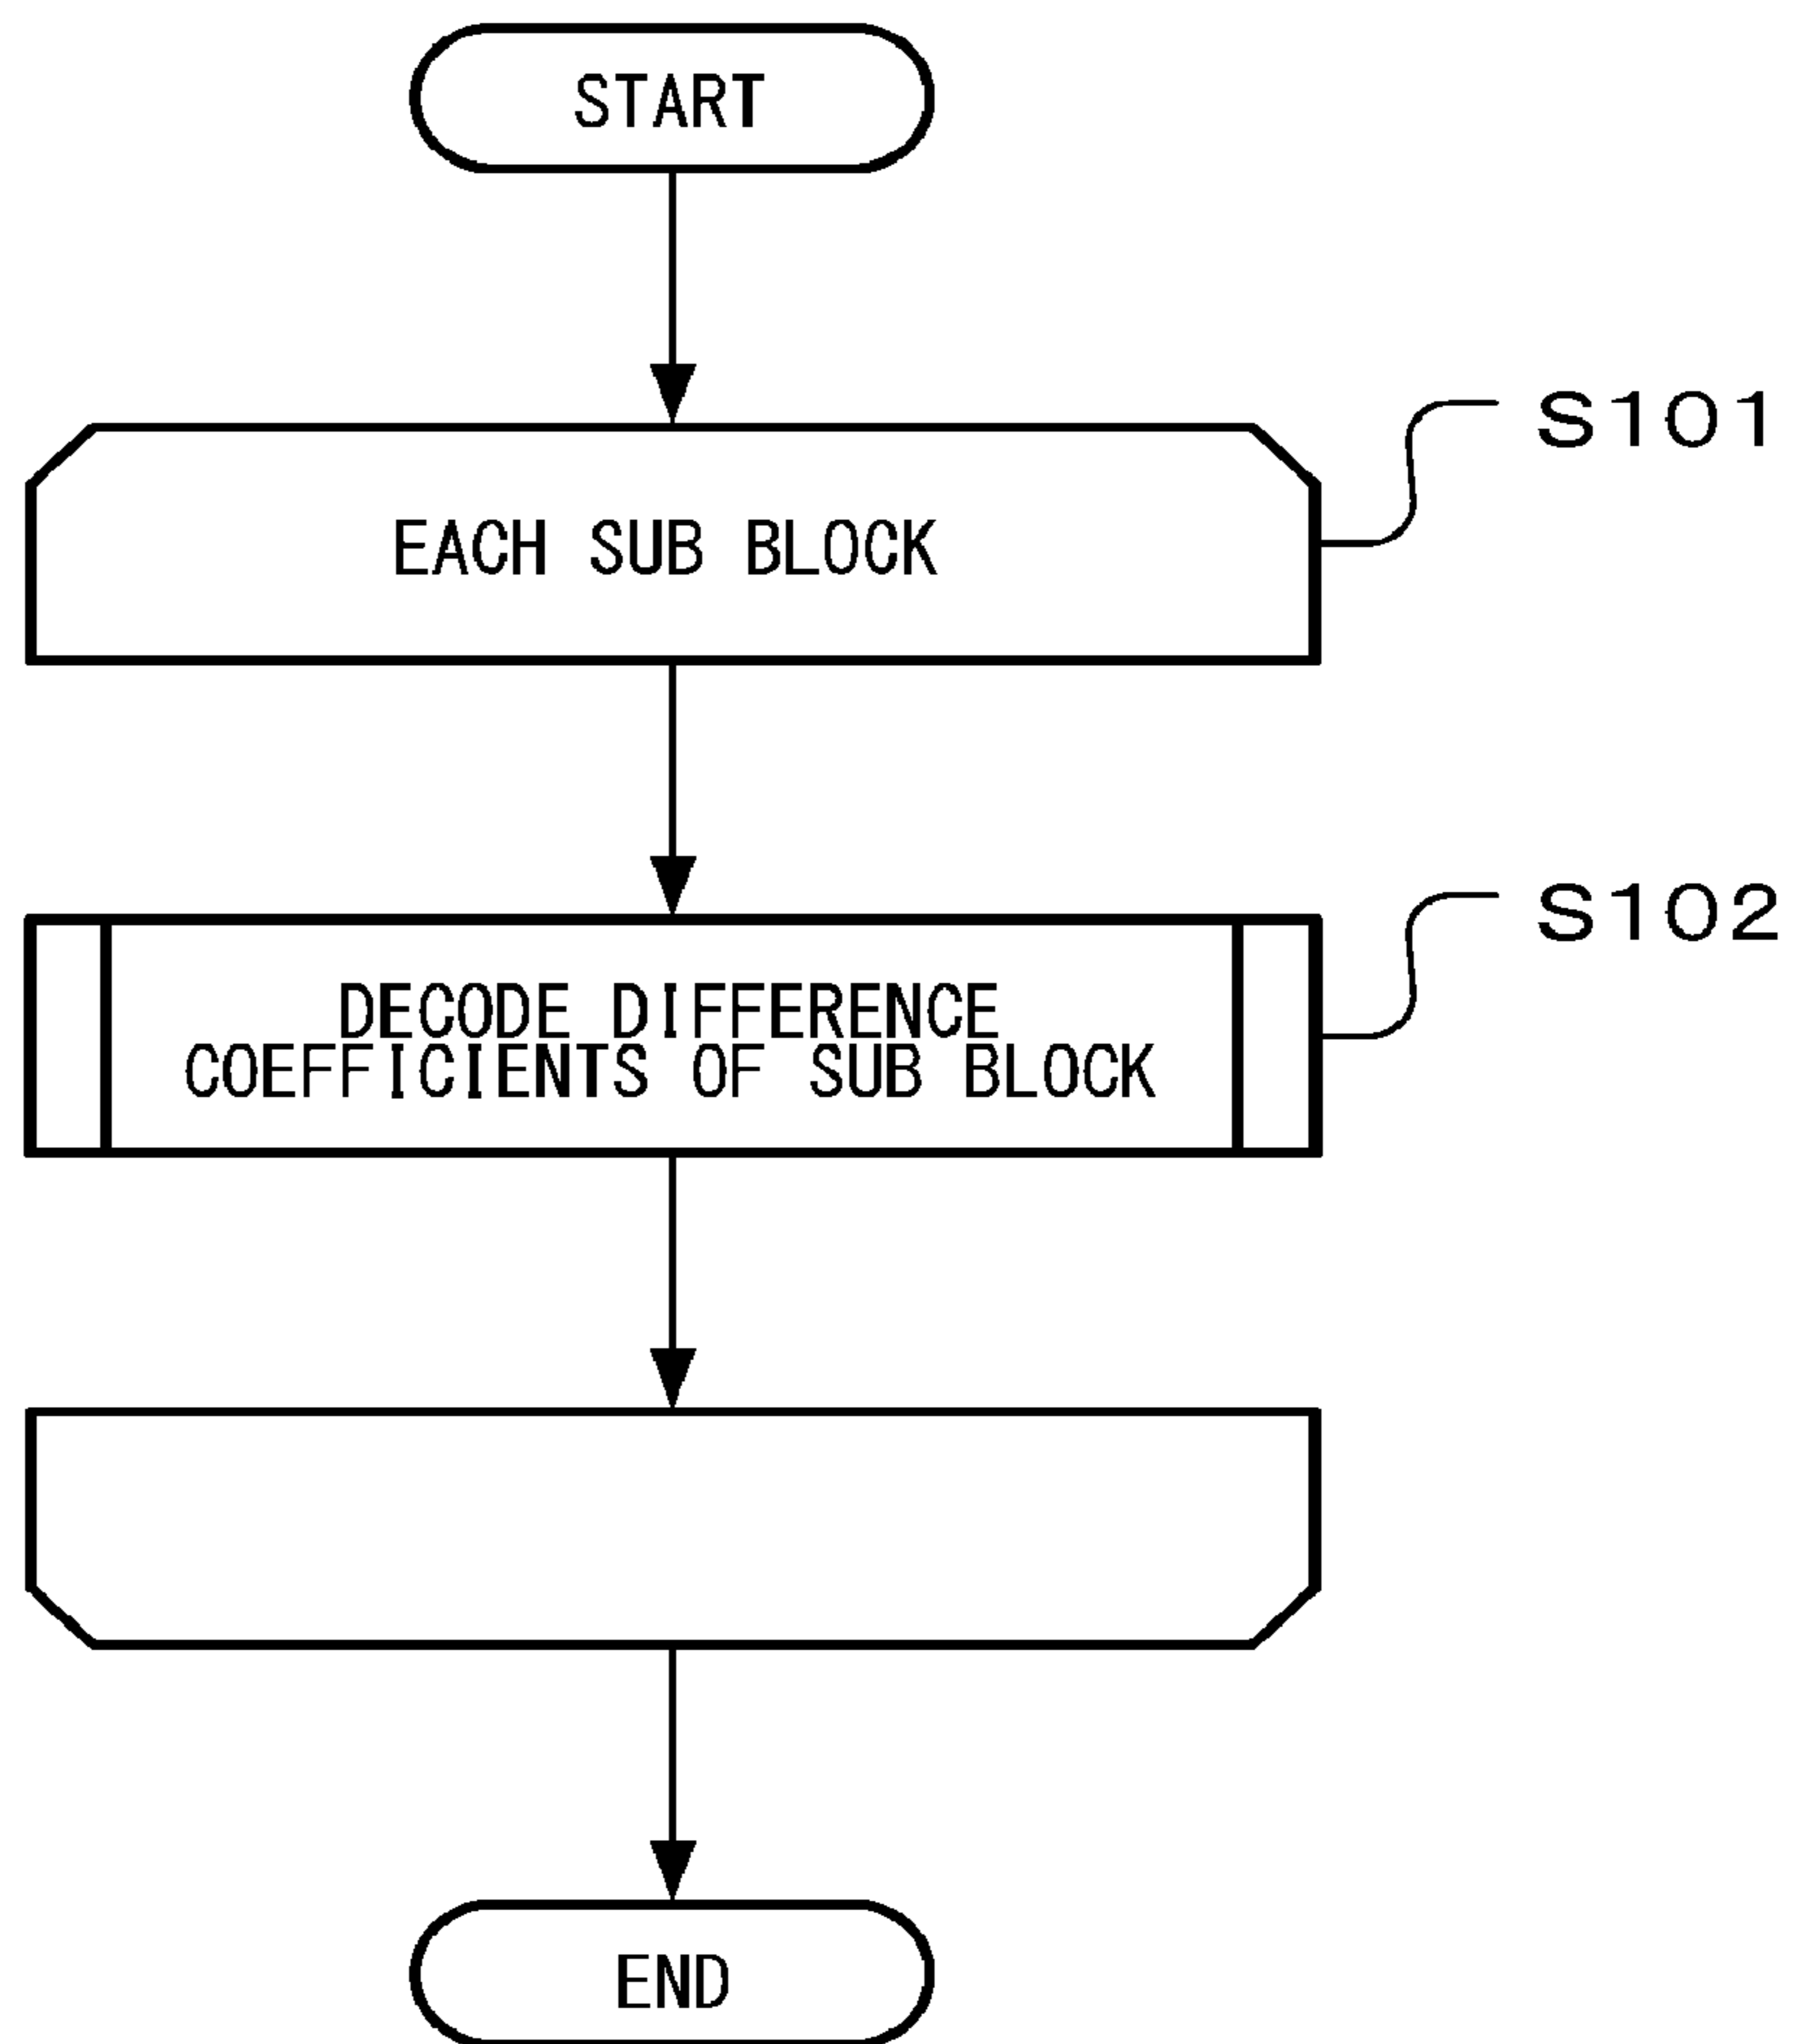 START
S101
EACH SUB BLOCK
S102
DECODE DIFFERENCE
COEFFICIENTS OF SUB BLOCK
END